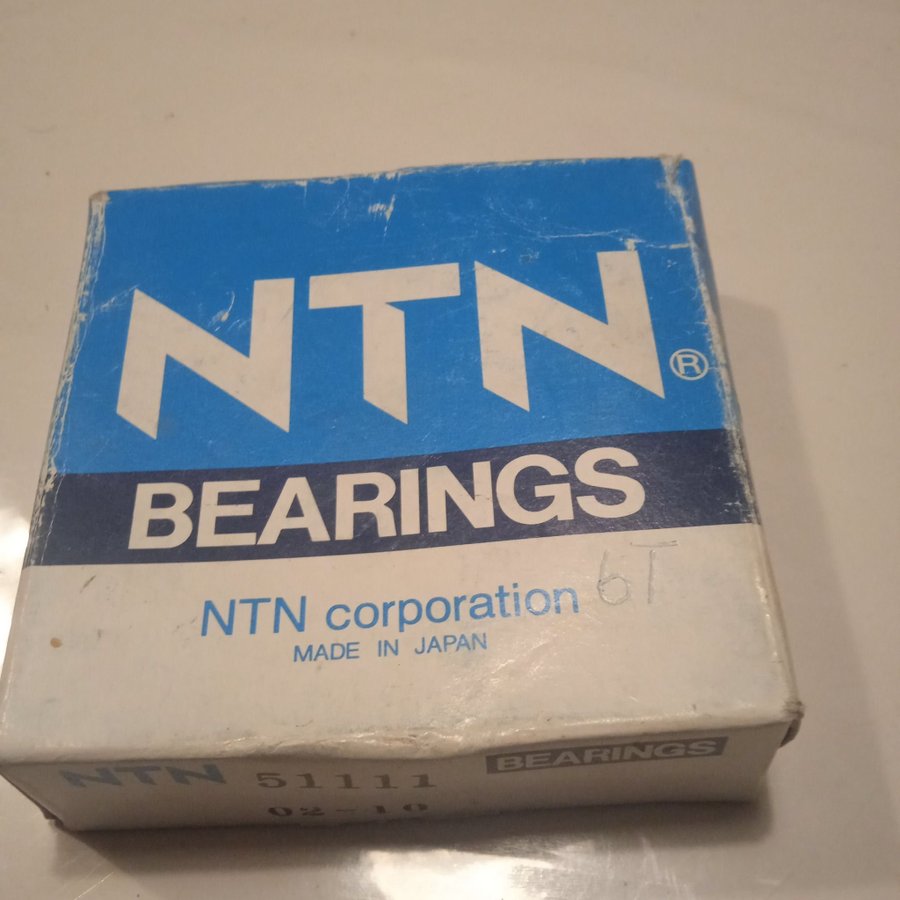 NTN®
BEARINGS
NTN corporation 6T
MADE IN JAPAN
NTN 51111 BEARINGS
02-10